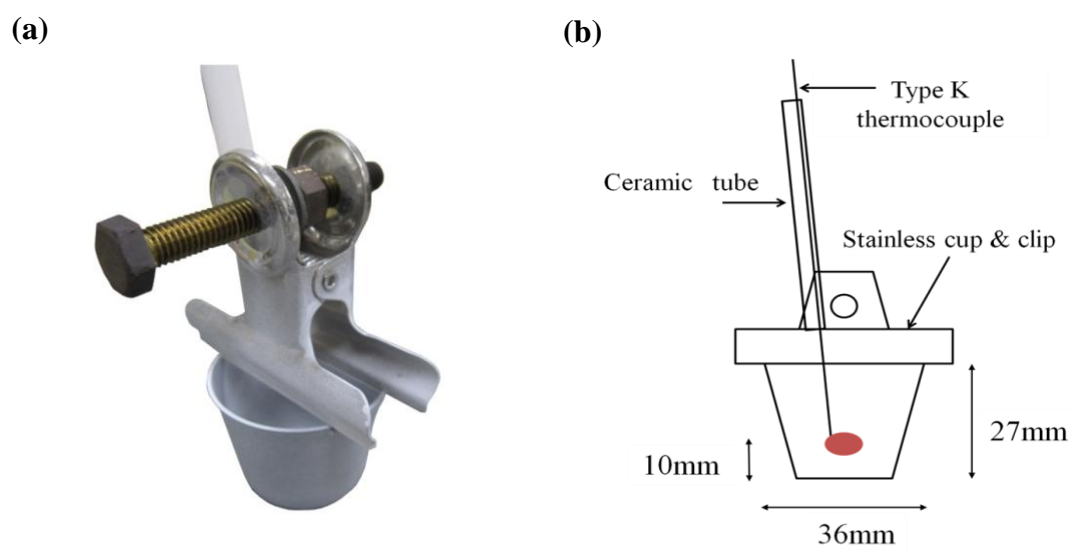 (a)
(b)
Type K
thermocouple
Ceramic tube
Stainless cup & clip
27mm
10mm
36mm